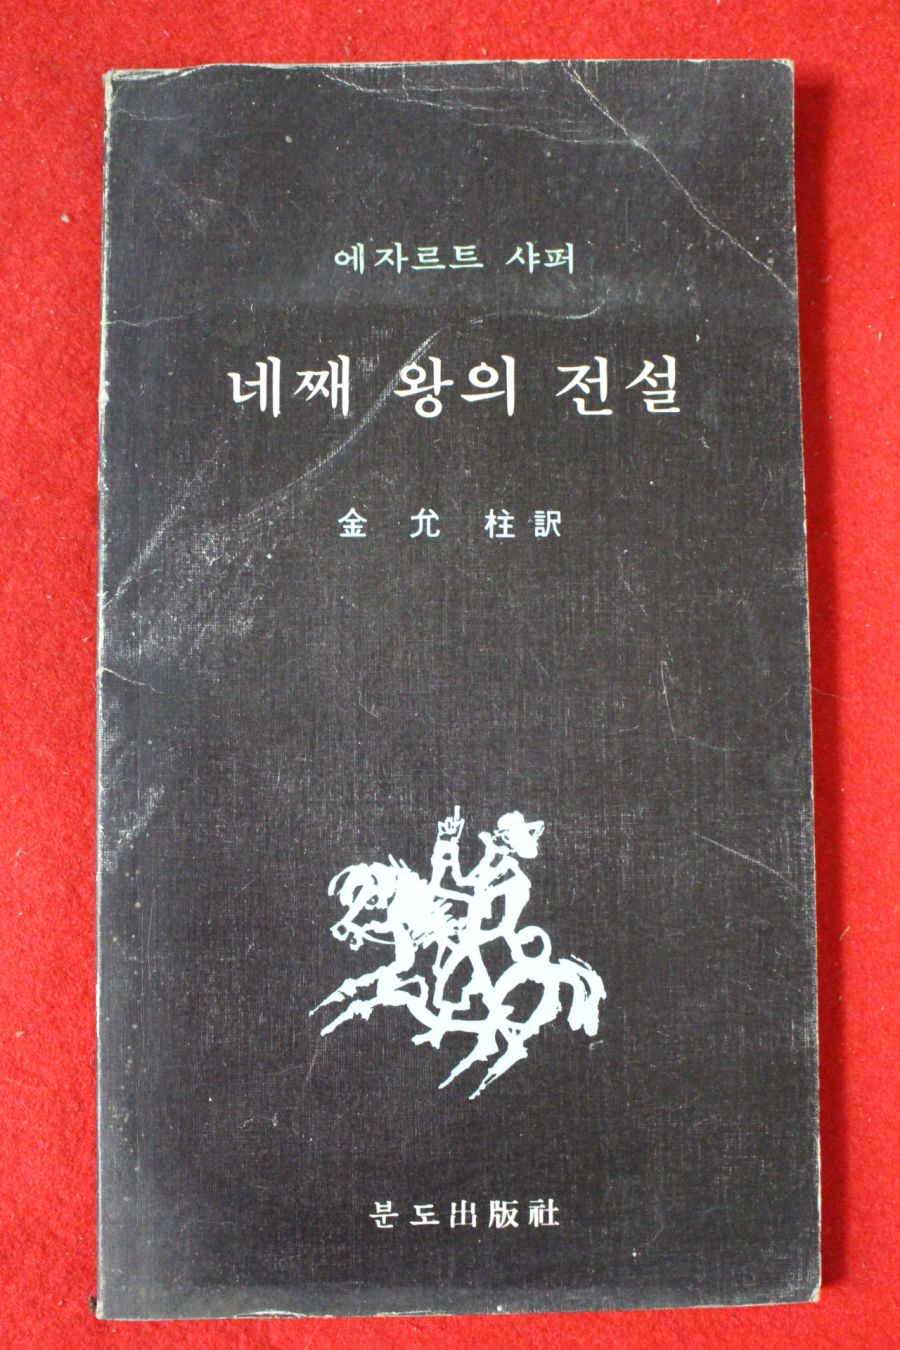 에자르트 샤퍼
네째 왕의 전설
金 允 柱 訳
분도出版社